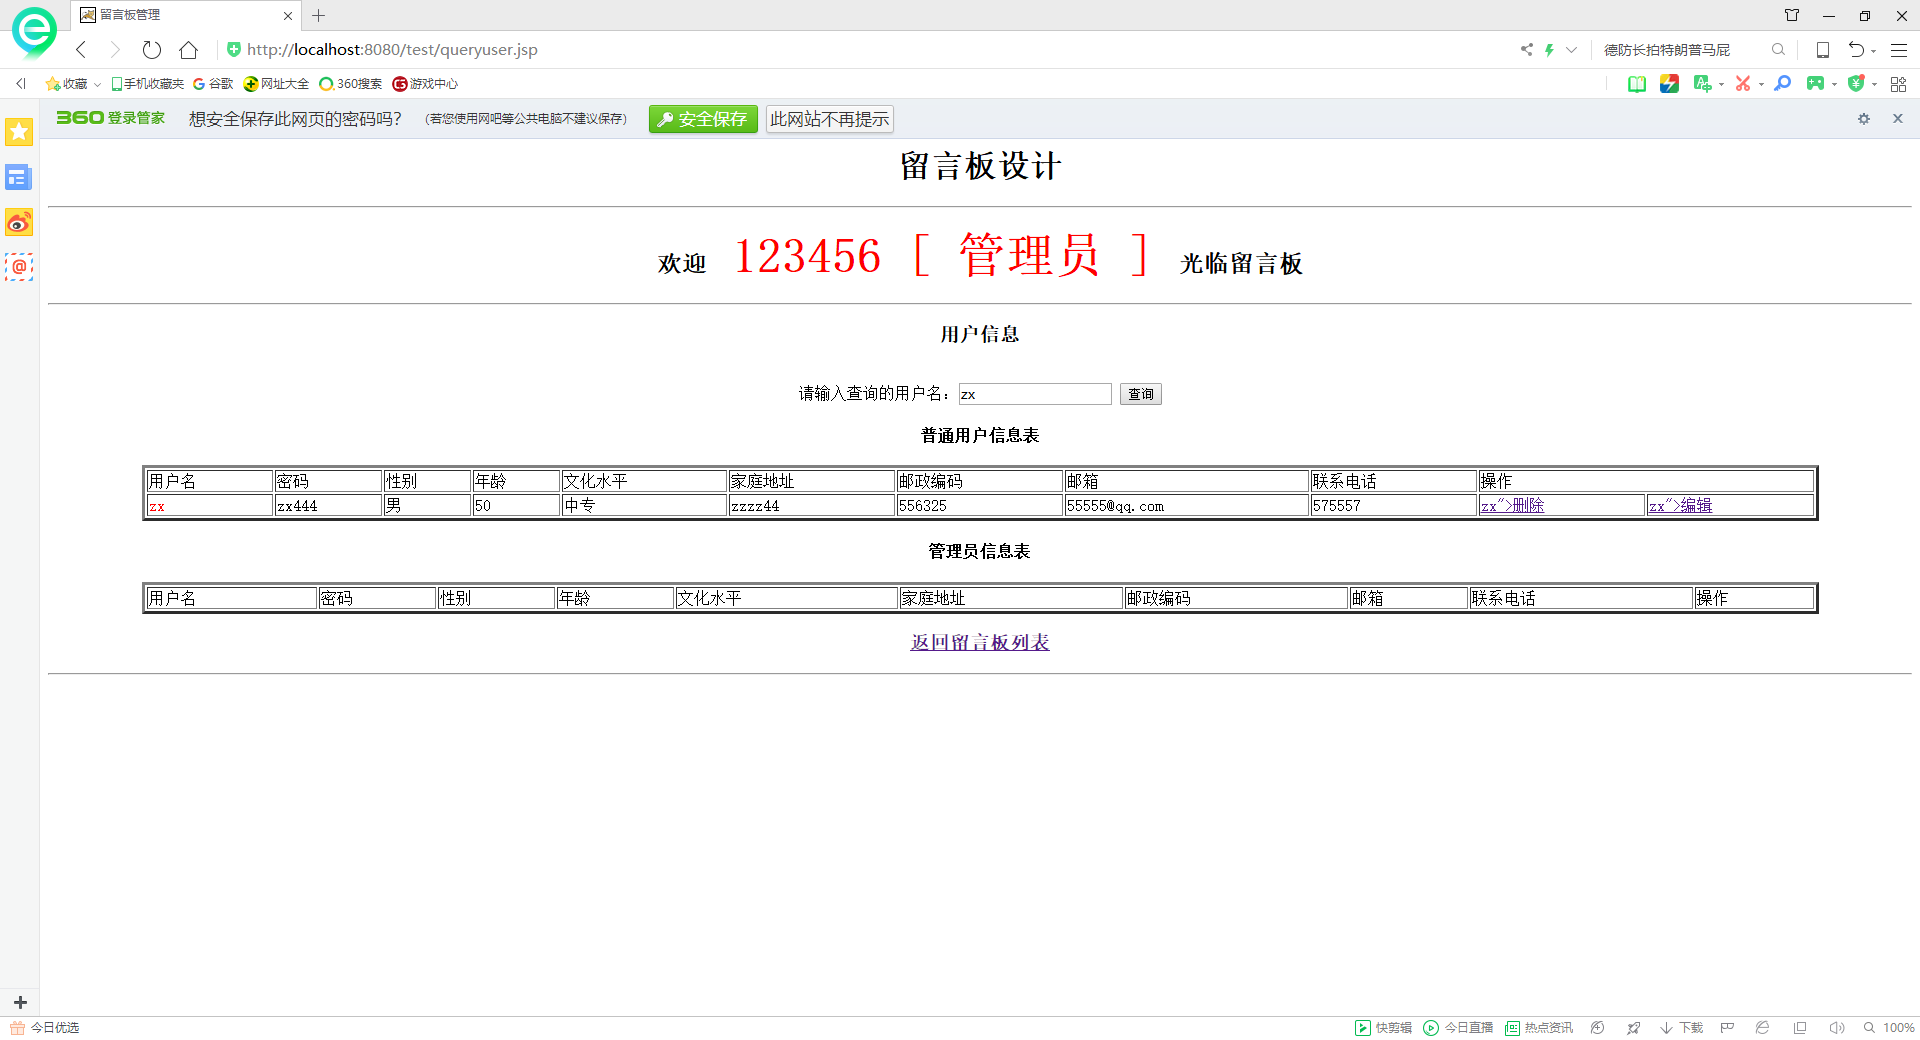 留言板管理
http://localhost:8080/test/queryuser.jsp
德防长拍特朗普马屁
收藏 手机收藏夹 谷歌 网址大全 360搜索 游戏中心
360登录管家 想安全保存此网页的密码吗? (若您使用网吧等公共电脑不建议保存) 安全保存 此网站不再提示
留言板设计
欢迎 123456 [ 管理员 ] 光临留言板
用户信息
请输入查询的用户名: zx 查询
普通用户信息表
用户名 密码 性别 年龄 文化水平 家庭地址 邮政编码 邮箱 联系电话 操作
zx zx444 男 50 中专 zzzz44 556325 55555@qq.com 575557 zx">删除 zx">编辑
管理员信息表
用户名 密码 性别 年龄 文化水平 家庭地址 邮政编码 邮箱 联系电话 操作
返回留言板列表
今日优选 快剪辑 今日直播 热点资讯 下载 100%